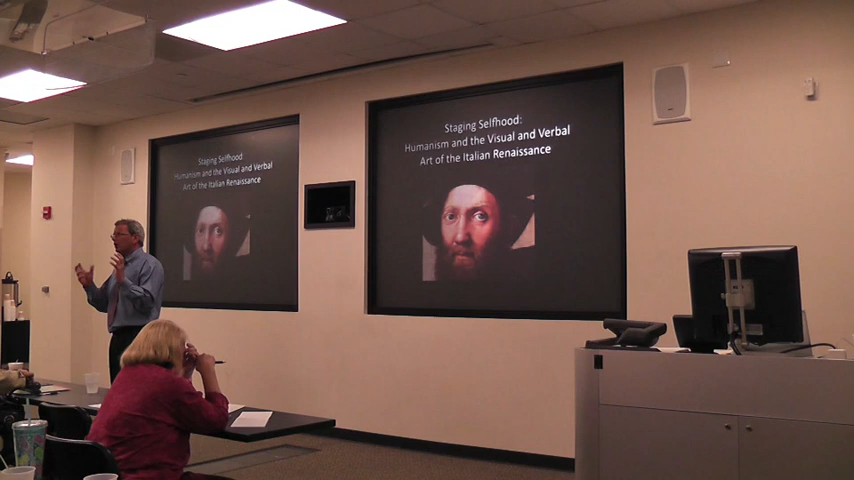 Staging Selfhood:
Humanism and the Visual and Verbal
Art of the Italian Renaissance
Staging Selfhood:
Humanism and the Visual and Verbal
Art of the Italian Renaissance